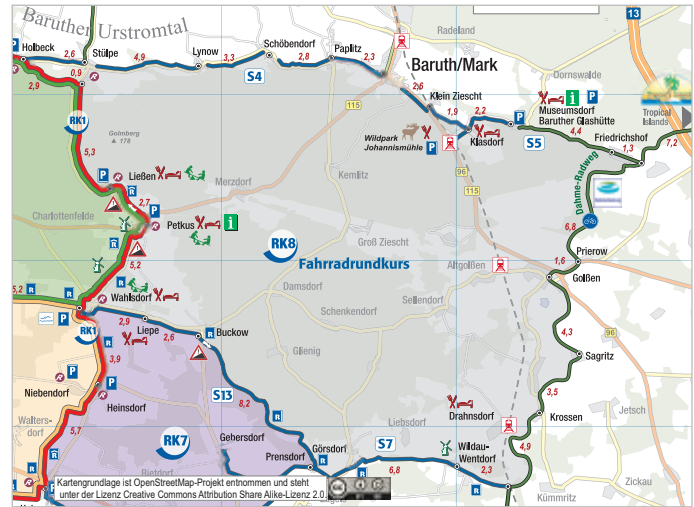 Baruther Urstromtal
Radeland
13
Holbeck
2,6
Stülpe
4,9
Lynow
3,3
Schöbendorf
2,8
Paplitz
2,3
S4
Baruth/Mark
2,9
0,9
RK1
5,3
Golmberg
▲ 178
115
2,6
Klein Ziescht
1,9
2,2
Dornswalde
Museumsdorf
Baruther Glashütte
Tropical
Islands
Wildpark
Johannismühle
Klasdorf
S5
4,4
Friedrichshof
1,3
7,2
96
Ließen
2,7
Merzdorf
Kemlitz
115
Charlottenfelde
Petkus
Dahme-Radweg
6,8
RK8
Groß Ziescht
Fahrradrundkurs
5,2
Altgolßen
Prierow
1,6
Golßen
5,2
Wahlsdorf
Damsdorf
Sellendorf
Schenkendorf
96
RK1
2,9
Liepe
2,6
Buckow
Glienig
4,3
Sagritz
3,9
Niebendorf
Heinsdorf
S13
8,2
3,5
Krossen
Jetsch
Walters-
dorf
5,7
Drahnsdorf
Liebsdorf
RK7
Gebersdorf
Prensdorf
Görsdorf
S7
6,8
Wildau-
Wentdorf
2,3
4,9
Rietdorf
Kümmritz
Zickau
Kartengrundlage ist OpenStreetMap-Projekt entnommen und steht
unter der Lizenz Creative Commons Attribution Share Alike-Lizenz 2.0.